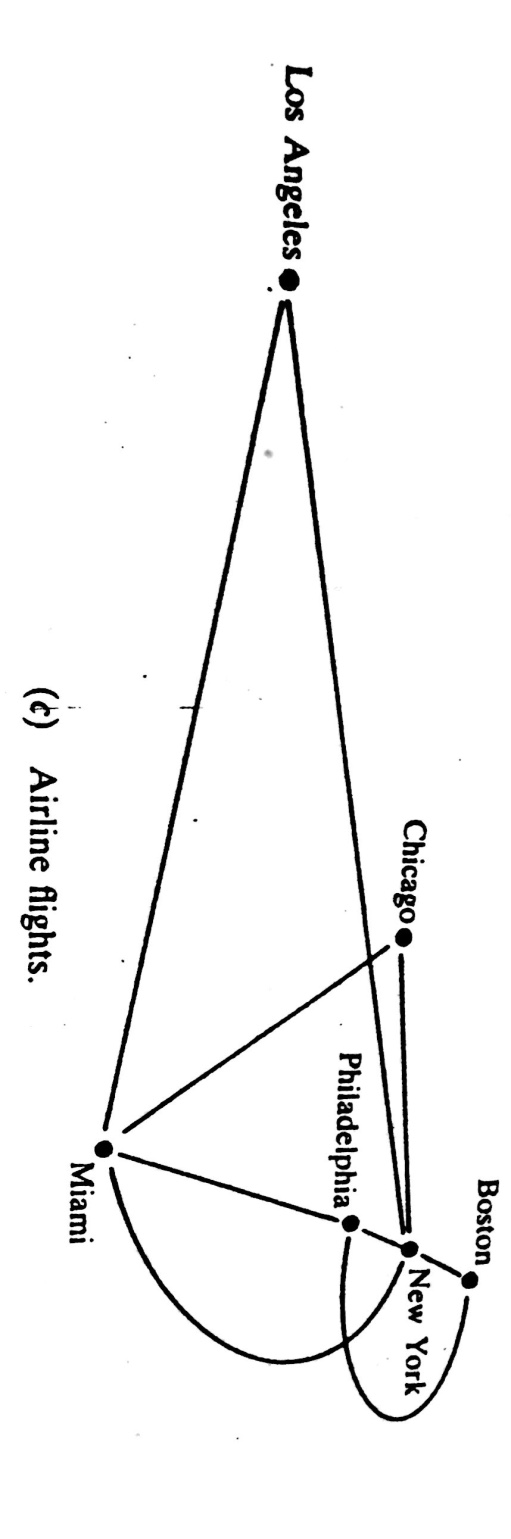 Boston
Chicago
New York
Philadelphia
Los Angeles
Miami
(c) Airline flights.